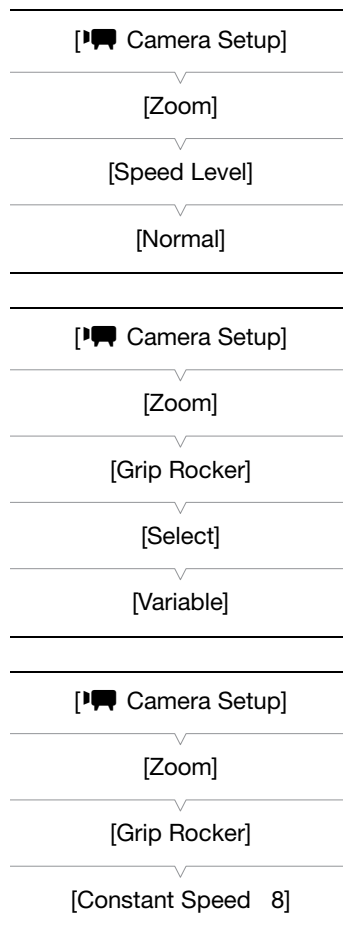 [ Camera Setup]
[Zoom]
[Speed Level]
[Normal]
[ Camera Setup]
[Zoom]
[Grip Rocker]
[Select]
[Variable]
[ Camera Setup]
[Zoom]
[Grip Rocker]
[Constant Speed 8]